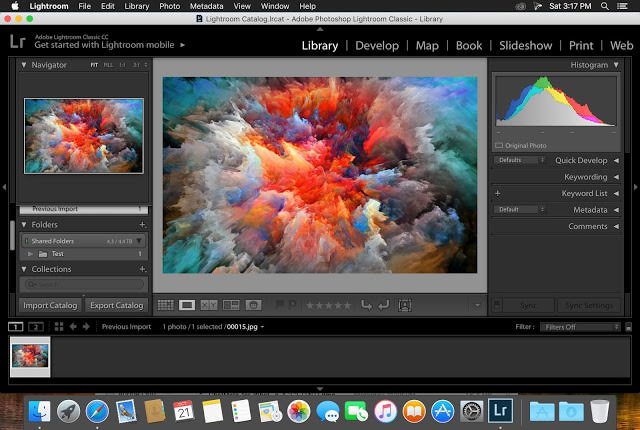 Lightroom File Edit Library Photo Metadata View Window Help Sat 3:17 PM
Lightroom Catalog.lrcat - Adobe Photoshop Lightroom Classic - Library
Lr Adobe Lightroom Classic CC
Get started with Lightroom mobile
Library | Develop | Map | Book | Slideshow | Print | Web
Navigator FIT FILL 1:1 3:1
Histogram
Original Photo
Defaults Quick Develop
Keywording
+ Keyword List
Default Metadata
Comments
Previous Import 1
Folders +
Shared Folders 4.3 / 4.4 TB
Test 1
Collections +
Import Catalog Export Catalog
XY
Sync Sync Settings
1 2 Previous Import 1 photo / 1 selected / 00015.jpg Filter : Filters Off
21
Lr